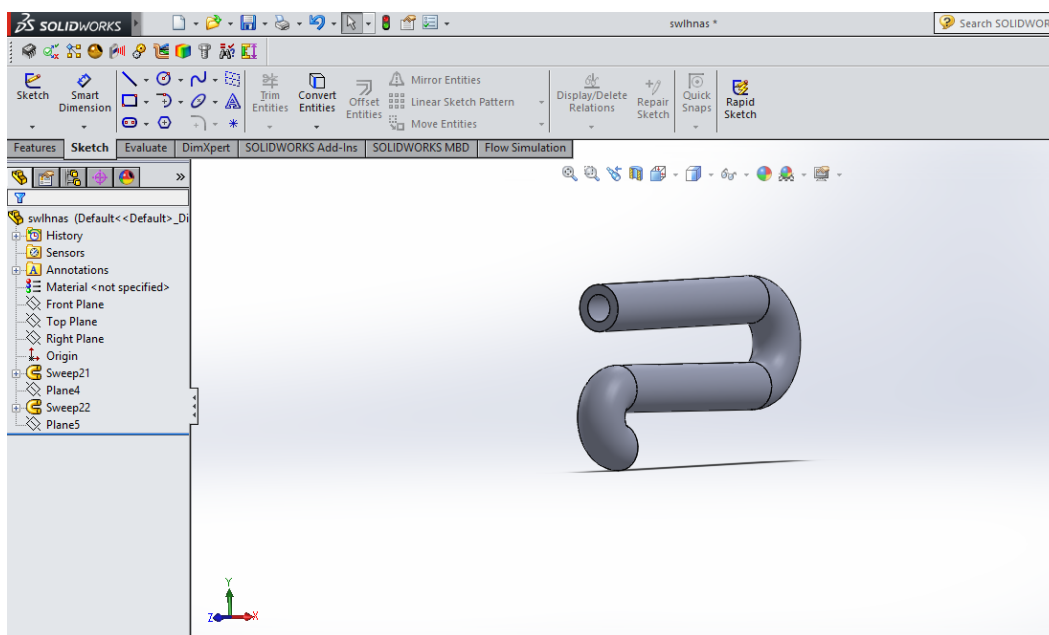 SOLIDWORKS
swlhnas *
Search SOLIDWOR
Sketch
Smart Dimension
Trim Entities
Convert Entities
Offset Entities
Mirror Entities
Linear Sketch Pattern
Move Entities
Display/Delete Relations
Repair Sketch
Quick Snaps
Rapid Sketch
Features Sketch Evaluate DimXpert SOLIDWORKS Add-Ins SOLIDWORKS MBD Flow Simulation
»
swlhnas (Default<<Default>_Di
History
Sensors
A Annotations
Material <not specified>
Front Plane
Top Plane
Right Plane
Origin
Sweep21
Plane4
Sweep22
Plane5
Y
Z X